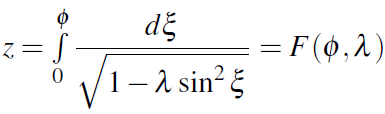 z = ∫₀^ϕ dξ / √(1 − λ sin² ξ) = F(ϕ, λ)